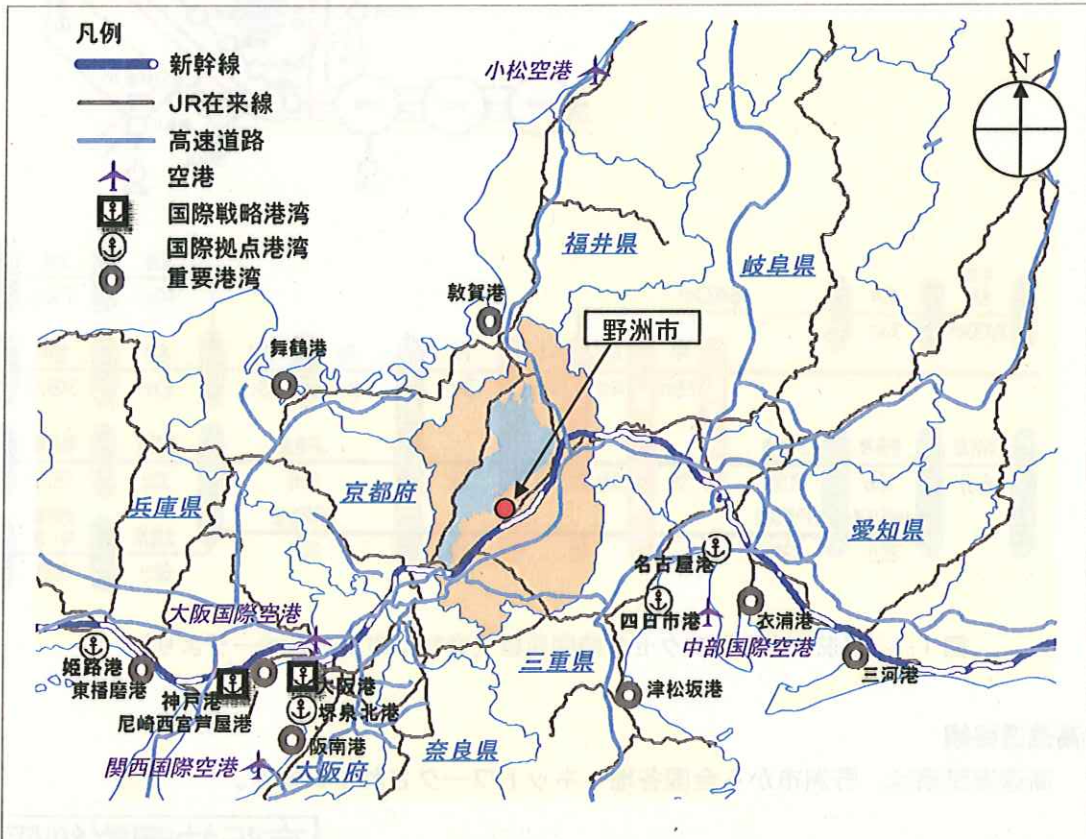 凡例
新幹線
JR在来線
高速道路
空港
国際戦略港湾
国際拠点港湾
重要港湾
N
小松空港
福井県
岐阜県
敦賀港
野洲市
舞鶴港
兵庫県
京都府
愛知県
名古屋港
四日市港
衣浦港
大阪国際空港
中部国際空港
三重県
三河港
姫路港
東播磨港
神戸港
大阪港
尼崎西宮芦屋港
堺泉北港
津松坂港
阪南港
奈良県
関西国際空港
大阪府